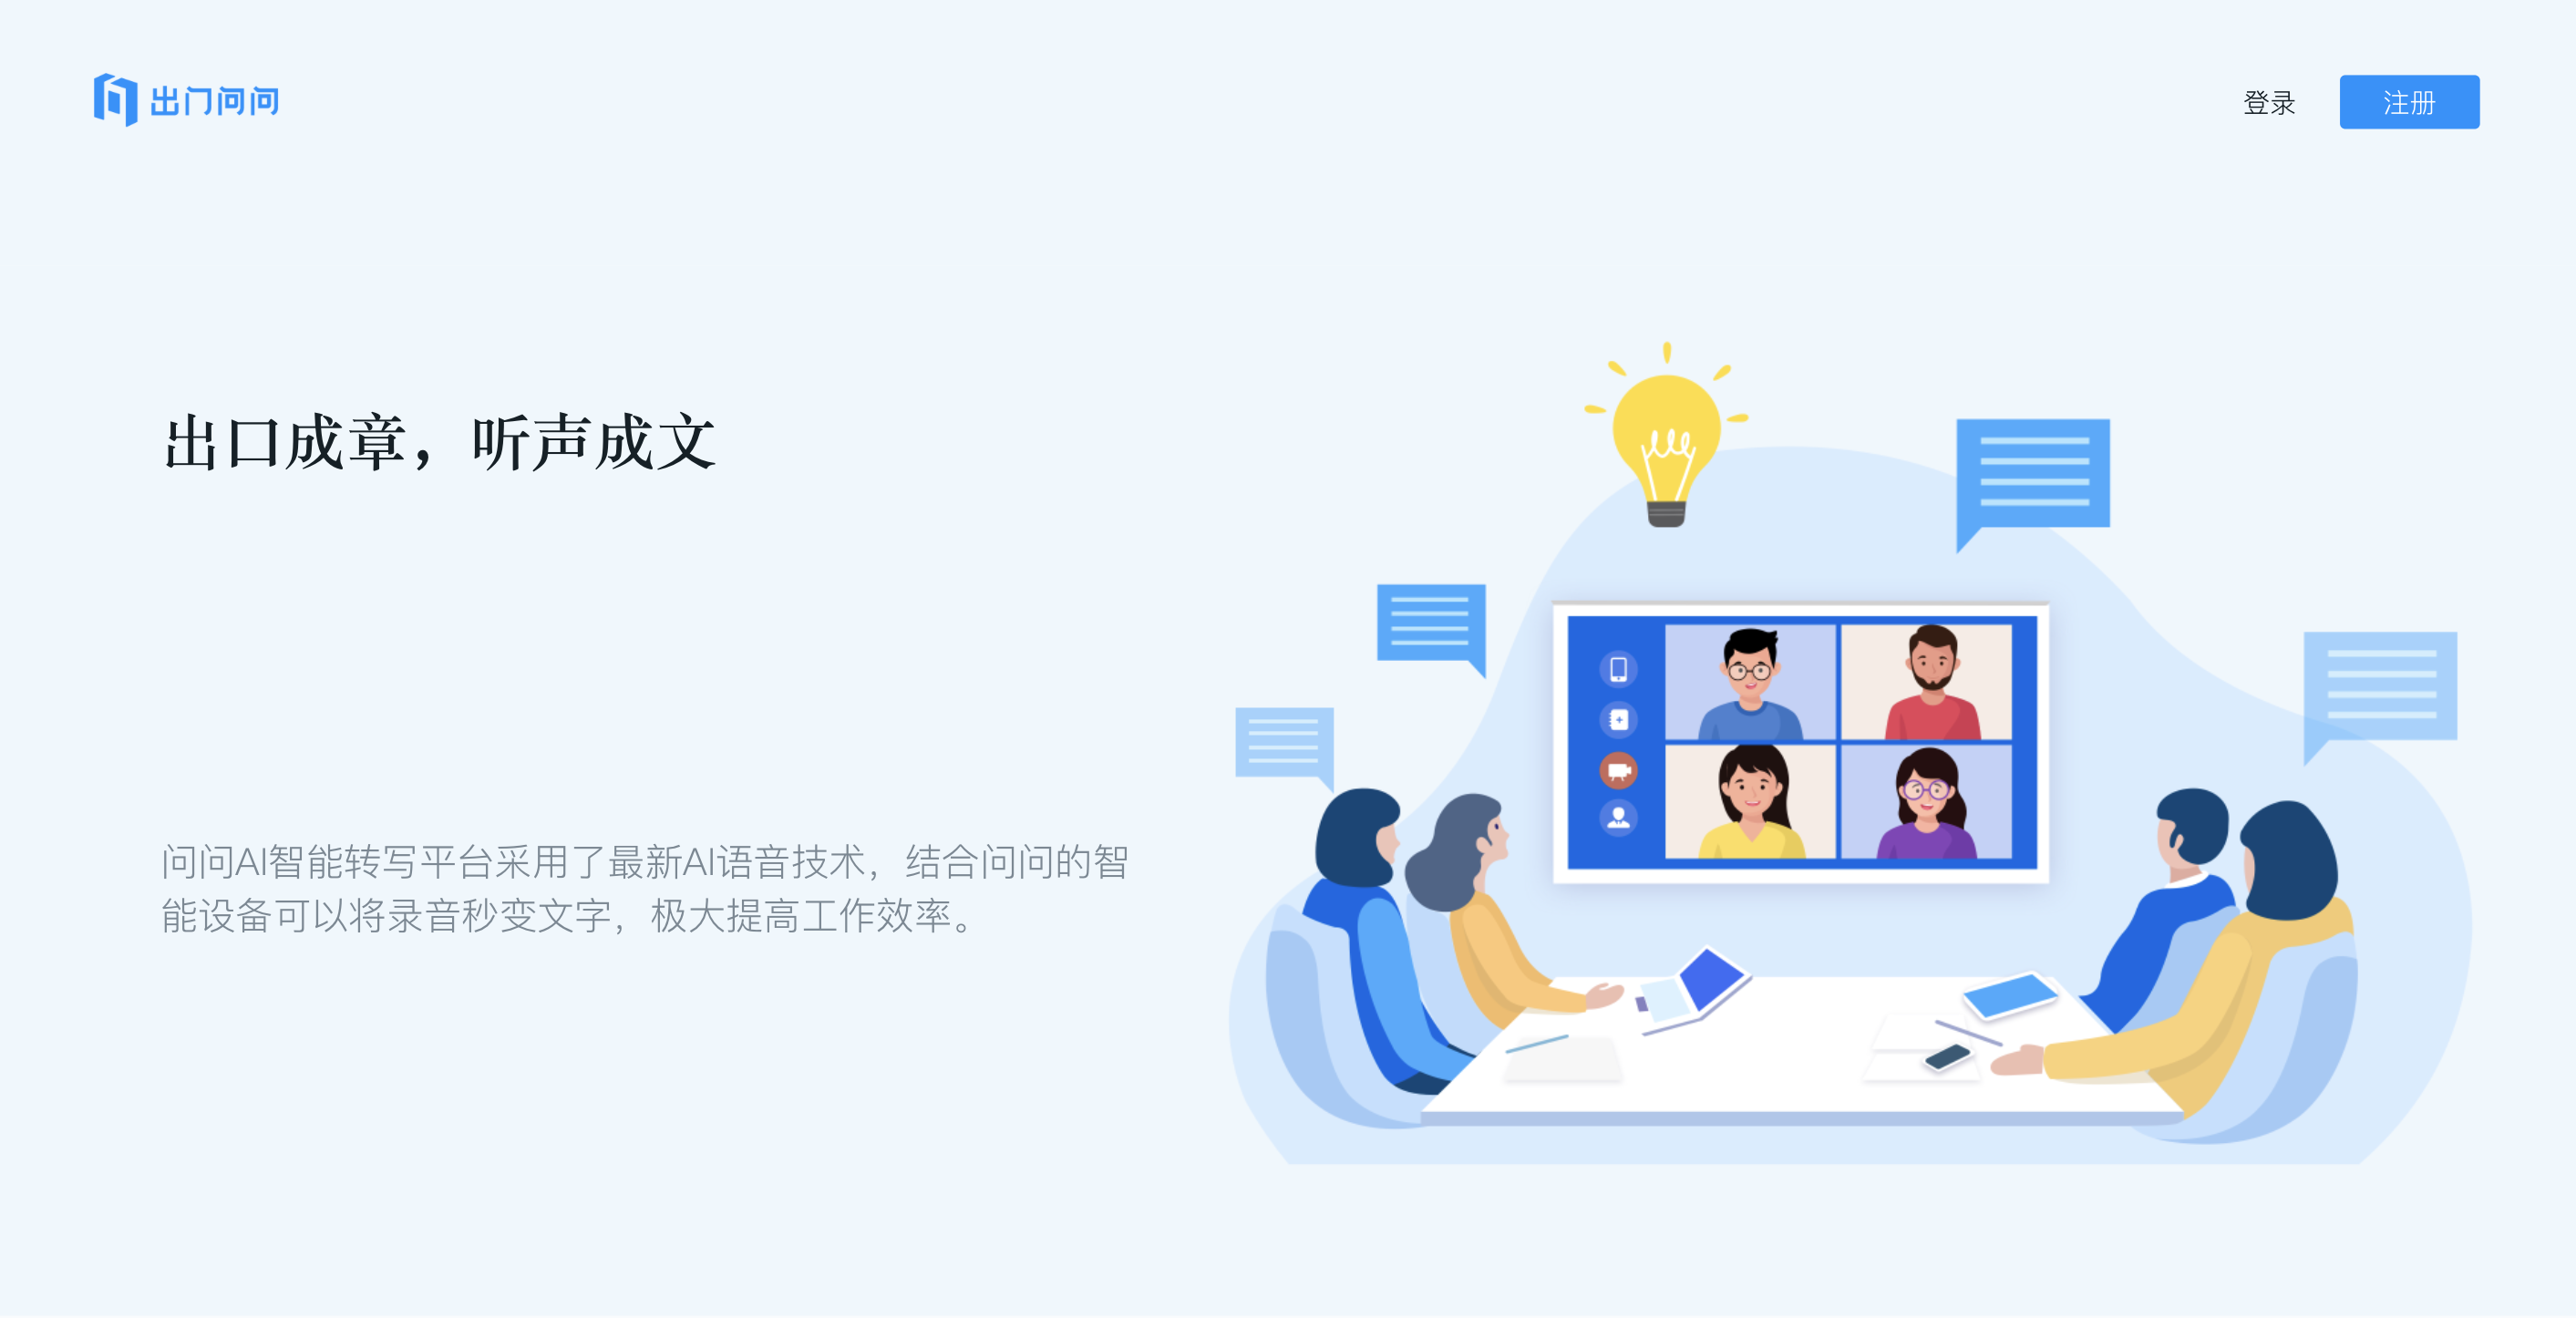 出门问问
登录
注册
出口成章，听声成文
问问AI智能转写平台采用了最新AI语音技术，结合问问的智
能设备可以将录音秒变文字，极大提高工作效率。